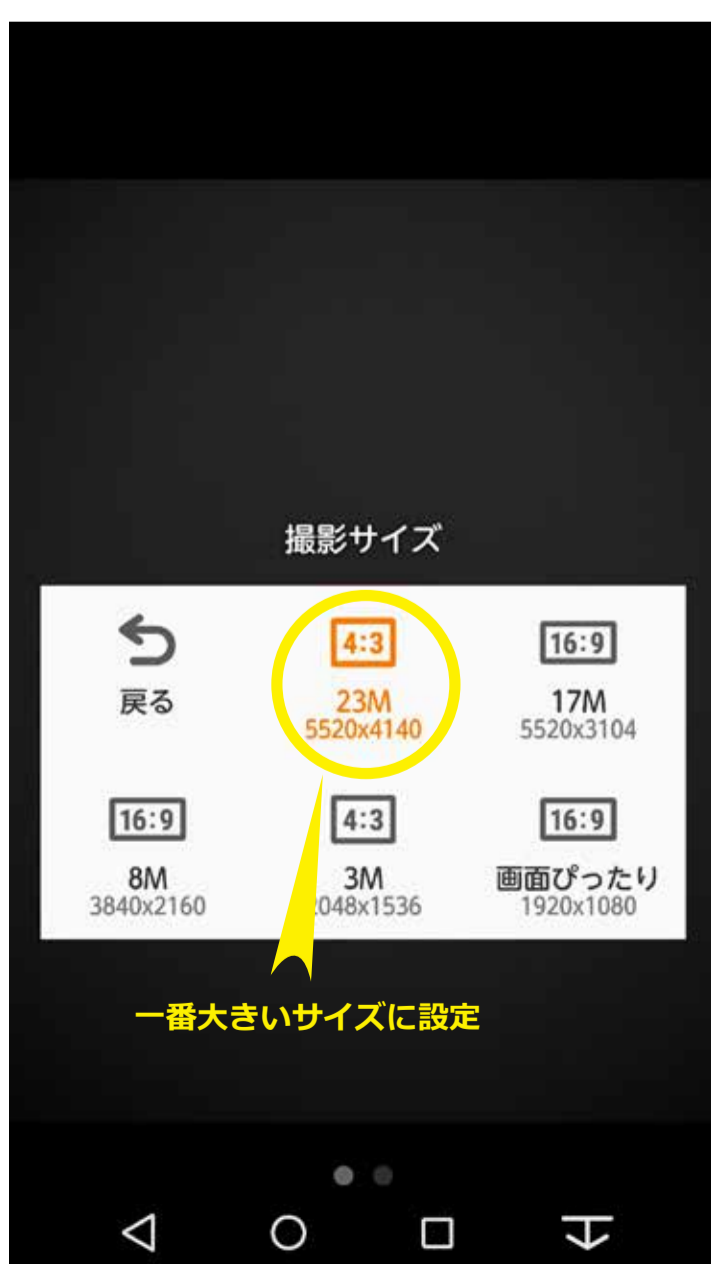 撮影サイズ
戻る
4:3
23M
5520x4140
16:9
17M
5520x3104
16:9
8M
3840x2160
4:3
3M
048x1536
16:9
画面ぴったり
1920x1080
一番大きいサイズに設定